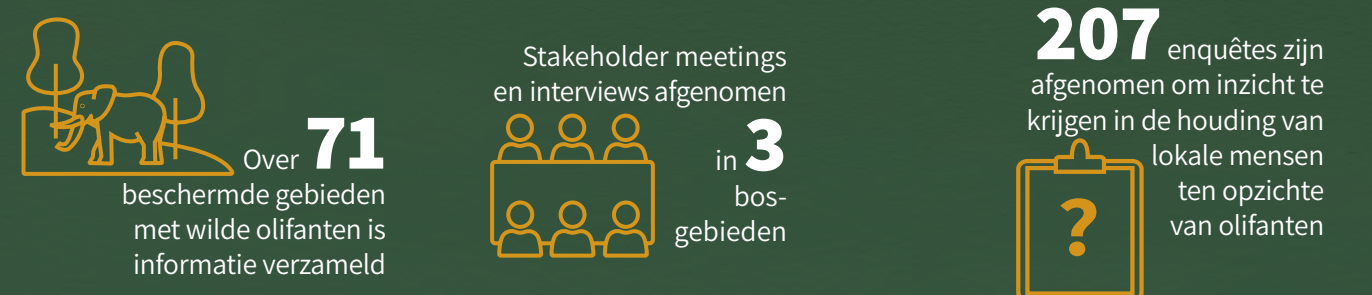 Over 71
beschermde gebieden
met wilde olifanten is
informatie verzameld
Stakeholder meetings
en interviews afgenomen
in 3
bos-
gebieden
207 enquêtes zijn
afgenomen om inzicht te
krijgen in de houding van
lokale mensen
ten opzichte
van olifanten
?